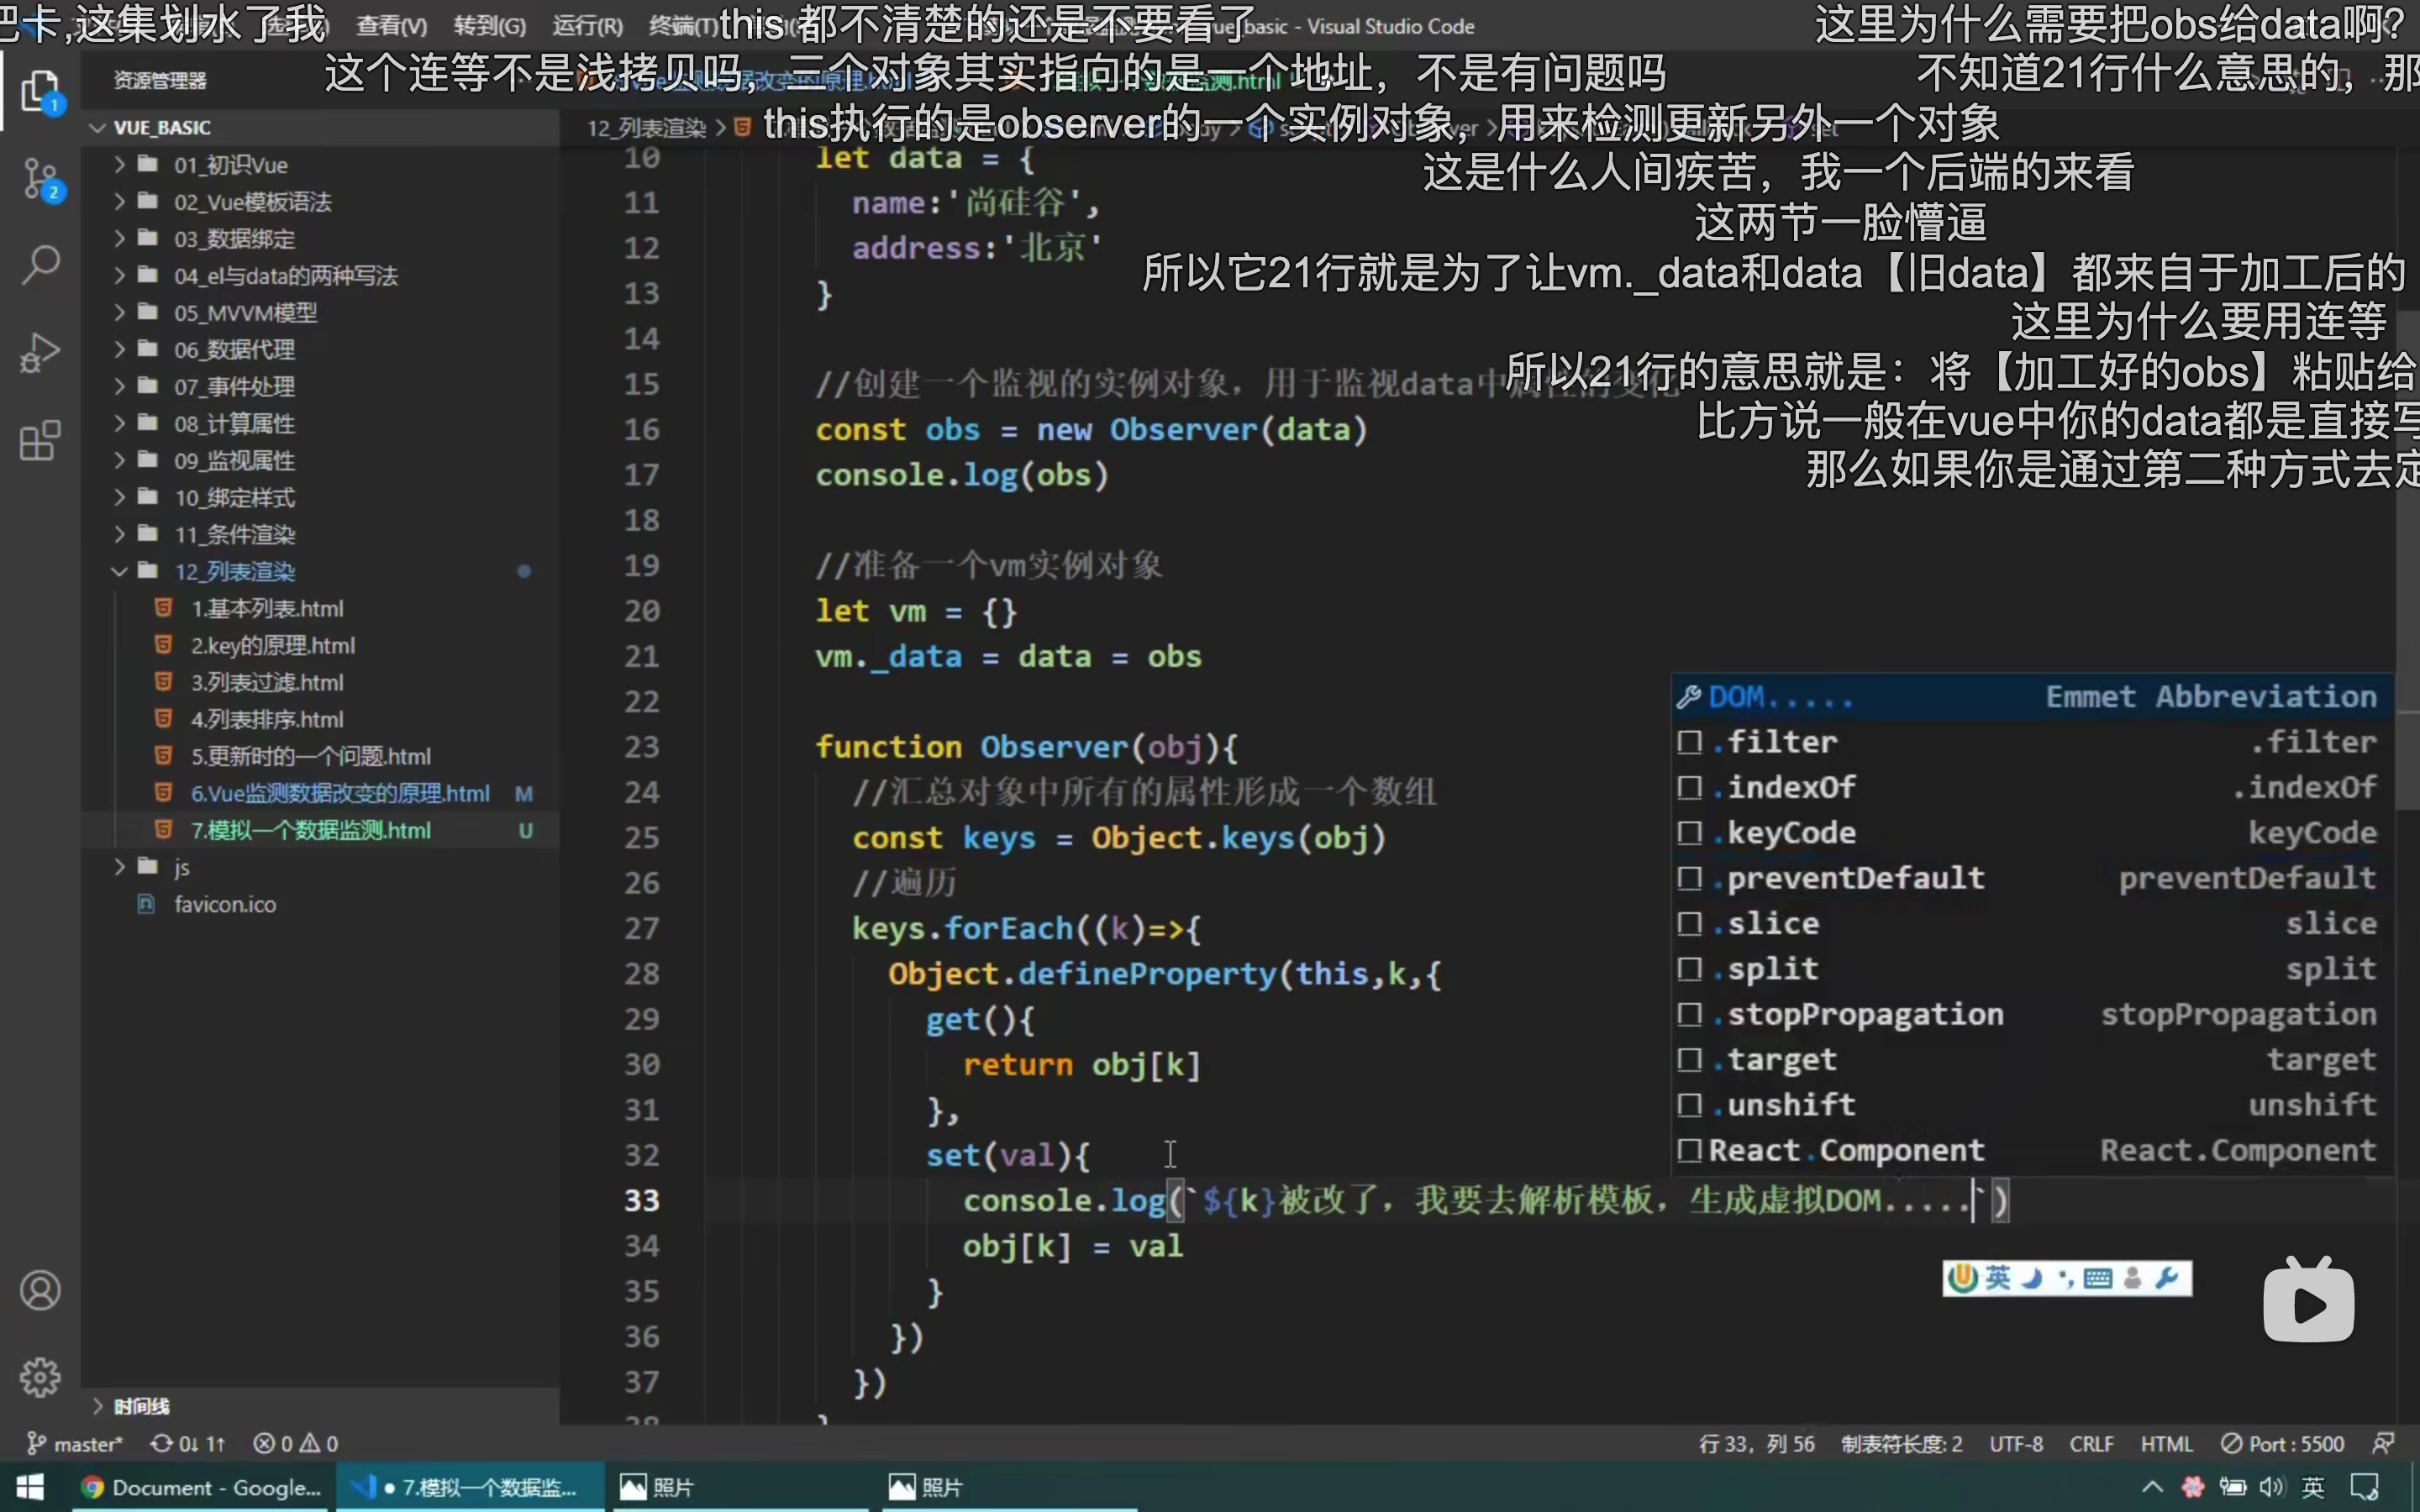 把卡,这集划水了我
查看(V) 转到(G) 运行(R) 终端(T)
this 都不清楚的还是不要看了
- Visual Studio Code
这里为什么需要把obs给data啊?
资源管理器
这个连等不是浅拷贝吗，三个对象其实指向的是一个地址，不是有问题吗
不知道21行什么意思的，那
VUE_BASIC
12_列表渲染
this执行的是observer的一个实例对象，用来检测更新另外一个对象
这是什么人间疾苦，我一个后端的来看
这两节一脸懵逼
所以它21行就是为了让vm._data和data【旧data】都来自于加工后的
这里为什么要用连等
所以21行的意思就是：将【加工好的obs】粘贴给
比方说一般在vue中你的data都是直接写
那么如果你是通过第二种方式去定
01_初识Vue
02_Vue模板语法
03_数据绑定
04_el与data的两种写法
05_MVVM模型
06_数据代理
07_事件处理
08_计算属性
09_监视属性
10_绑定样式
11_条件渲染
12_列表渲染
1.基本列表.html
2.key的原理.html
3.列表过滤.html
4.列表排序.html
5.更新时的一个问题.html
6.Vue监测数据改变的原理.html M
7.模拟一个数据监测.html U
js
favicon.ico
时间线
10 let data = {
11 name:'尚硅谷',
12 address:'北京'
13 }
14
15 //创建一个监视的实例对象，用于监视data中属性的变化
16 const obs = new Observer(data)
17 console.log(obs)
18
19 //准备一个vm实例对象
20 let vm = {}
21 vm._data = data = obs
22
23 function Observer(obj){
24 //汇总对象中所有的属性形成一个数组
25 const keys = Object.keys(obj)
26 //遍历
27 keys.forEach((k)=>{
28 Object.defineProperty(this,k,{
29 get(){
30 return obj[k]
31 },
32 set(val){
33 console.log(`${k}被改了，我要去解析模板，生成虚拟DOM.....`)
34 obj[k] = val
35 }
36 })
37 })
DOM..... Emmet Abbreviation
.filter .filter
.indexOf .indexOf
.keyCode keyCode
.preventDefault preventDefault
.slice slice
.split split
.stopPropagation stopPropagation
.target target
.unshift unshift
React.Component React.Component
英
master* 0↓ 1↑ 0 0
行 33，列 56 制表符长度: 2 UTF-8 CRLF HTML Port : 5500
Document - Google...
● 7.模拟一个数据监...
照片
照片
英